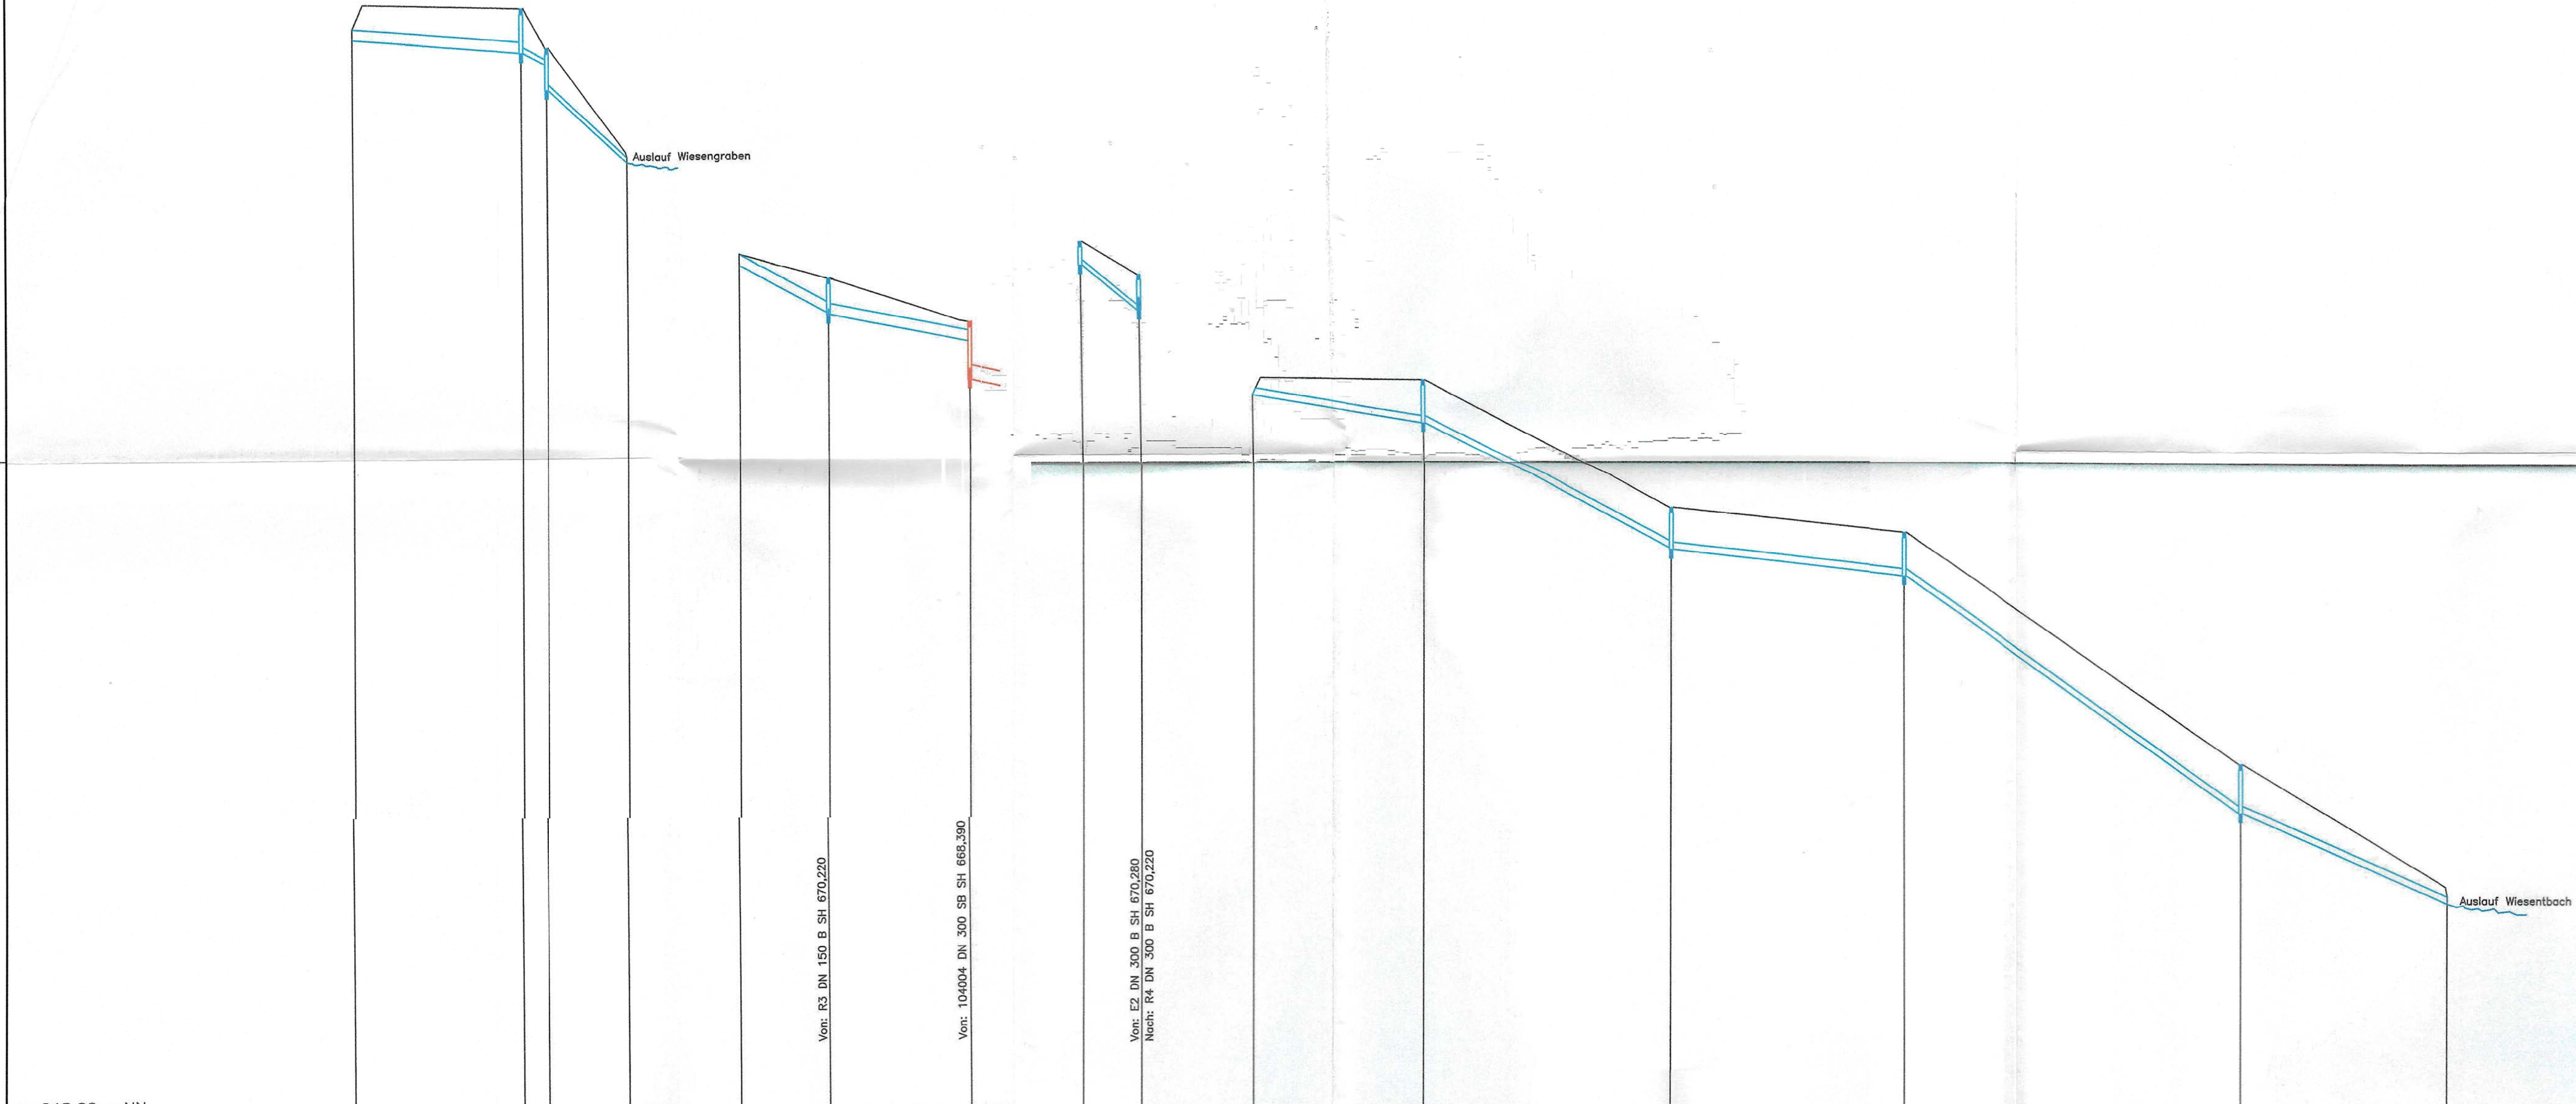 Auslauf Wiesengraben
Von: R3 DN 150 B SH 670,220
Von: 104004 DN 300 SB SH 668,390
Von: E2 DN 300 B SH 670,280
Nach: R4 DN 300 B SH 670,220
Auslauf Wiesentbach